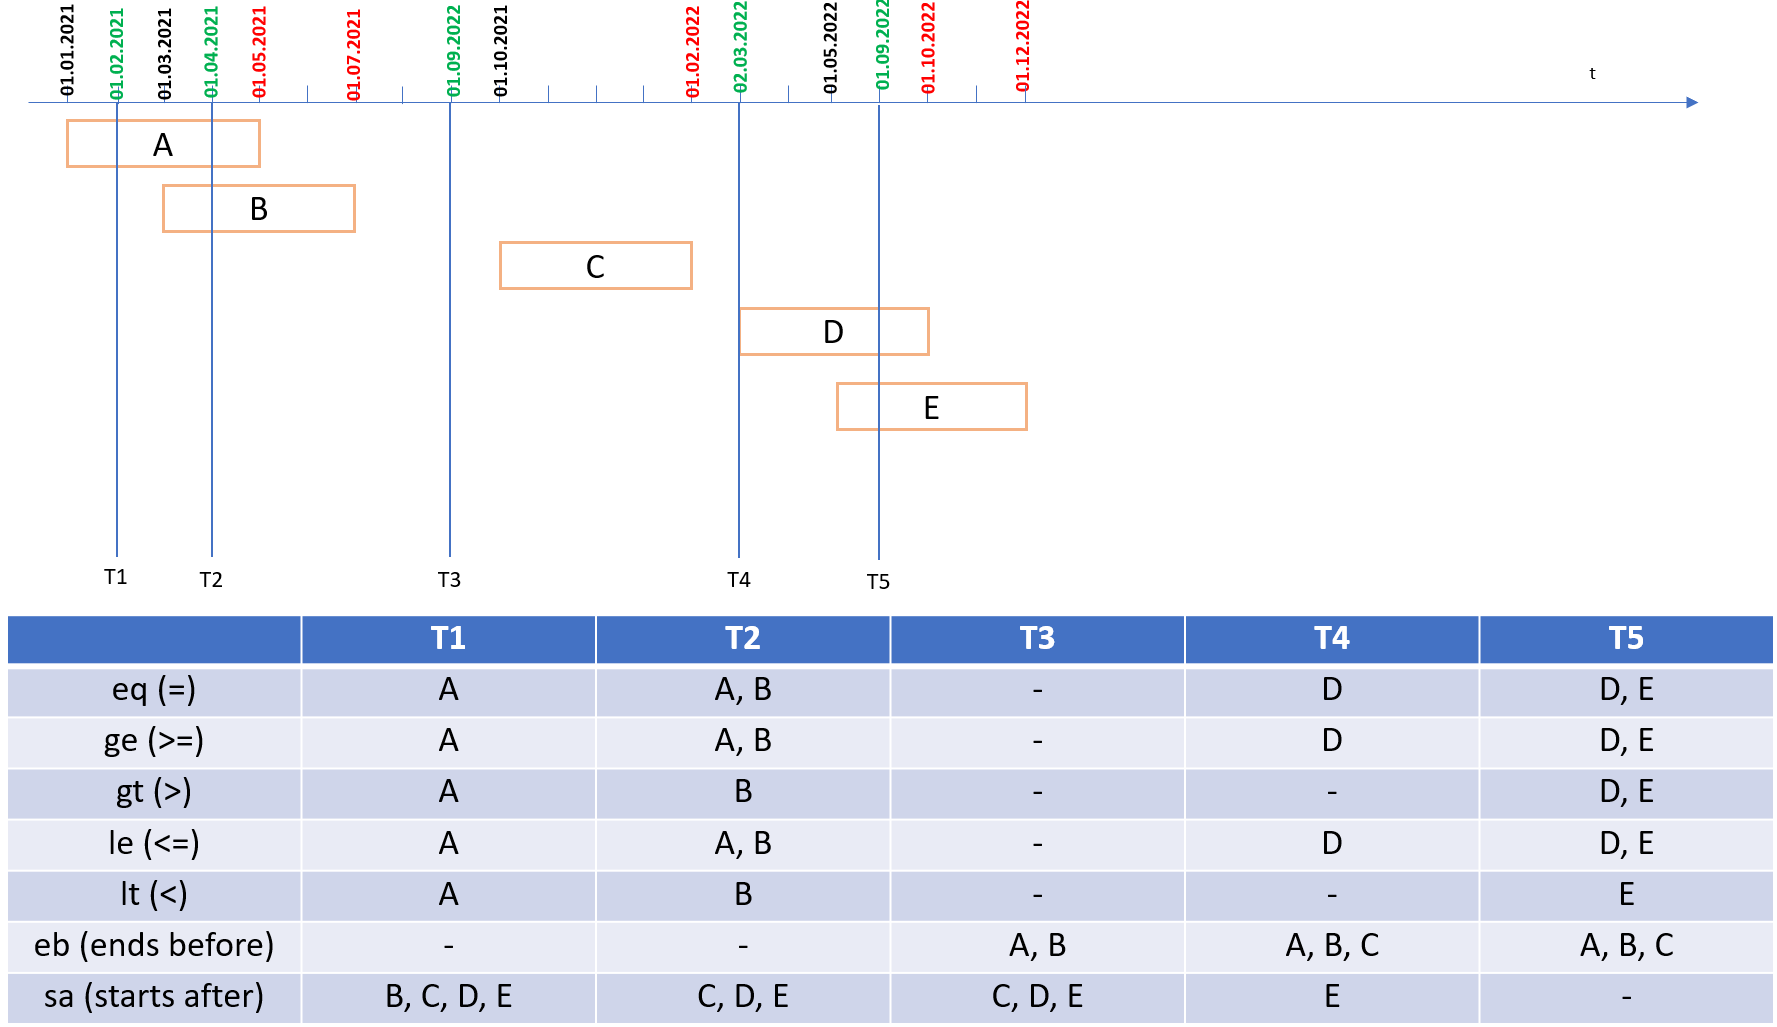 01.01.2021
01.02.2021
01.03.2021
01.04.2021
01.05.2021
01.07.2021
01.09.2022
01.10.2021
01.02.2022
02.03.2022
01.05.2022
01.09.2022
01.10.2022
01.12.2022
t
A
B
C
D
E
T1 T2 T3 T4 T5
T1 T2 T3 T4 T5
eq (=) A A, B - D D, E
ge (>=) A A, B - D D, E
gt (>) A B - - D, E
le (<=) A A, B - D D, E
lt (<) A B - - E
eb (ends before) - - A, B A, B, C A, B, C
sa (starts after) B, C, D, E C, D, E C, D, E E -